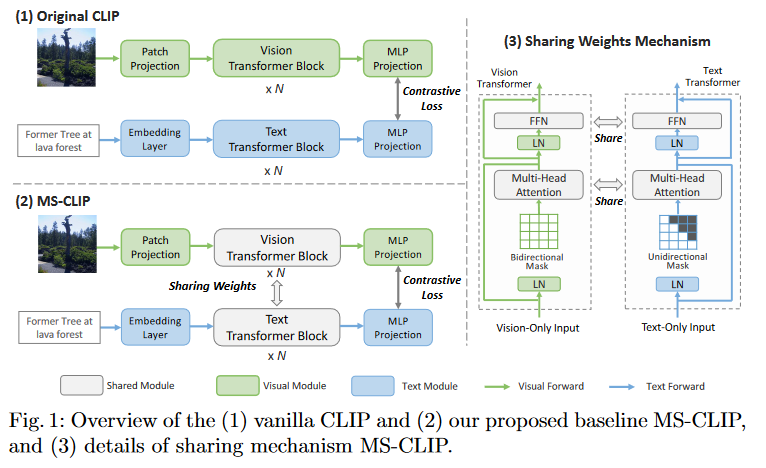 (1) Original CLIP
Patch
Projection
Vision
Transformer Block
x N
MLP
Projection
Contrastive
Loss
Former Tree at
lava forest
Embedding
Layer
Text
Transformer Block
x N
MLP
Projection
(2) MS-CLIP
Patch
Projection
Vision
Transformer Block
x N
MLP
Projection
Sharing Weights
Contrastive
Loss
Former Tree at
lava forest
Embedding
Layer
Text
Transformer Block
x N
MLP
Projection
(3) Sharing Weights Mechanism
Vision
Transformer
FFN
LN
Multi-Head
Attention
Bidirectional
Mask
LN
Vision-Only Input
Share
Share
Text
Transformer
FFN
LN
Multi-Head
Attention
Unidirectional
Mask
LN
Text-Only Input
Shared Module
Visual Module
Text Module
Visual Forward
Text Forward
Fig. 1: Overview of the (1) vanilla CLIP and (2) our proposed baseline MS-CLIP,
and (3) details of sharing mechanism MS-CLIP.